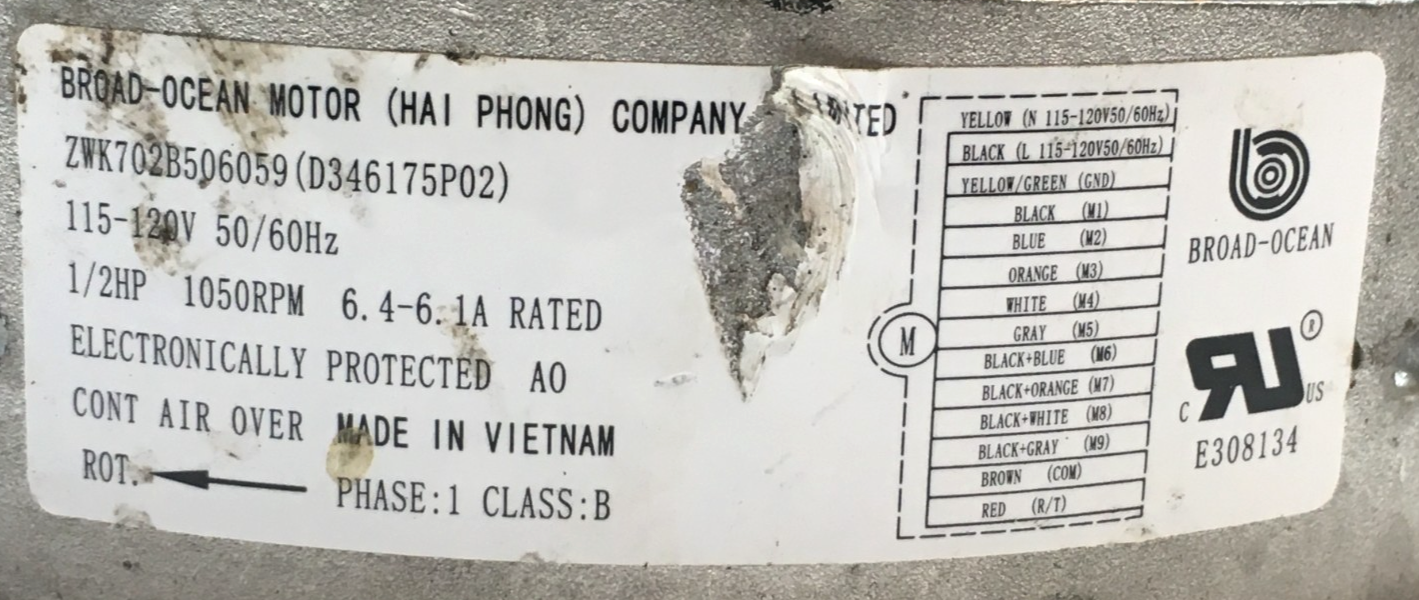 BROAD-OCEAN MOTOR (HAI PHONG) COMPANY
ZWK702B506059(D346175P02)
115-120V 50/60Hz
1/2HP 1050RPM 6.4-6.1A RATED
ELECTRONICALLY PROTECTED AO
CONT AIR OVER MADE IN VIETNAM
ROT.
PHASE:1 CLASS:B
M
YELLOW (N 115-120V50/60Hz)
BLACK (L 115-120V50/60Hz)
YELLOW/GREEN (GND)
BLACK (M1)
BLUE (M2)
ORANGE (M3)
WHITE (M4)
GRAY (M5)
BLACK+BLUE (M6)
BLACK+ORANGE (M7)
BLACK+WHITE (M8)
BLACK+GRAY (M9)
BROWN (COM)
RED (R/T)
BROAD-OCEAN
C RU US ®
E308134